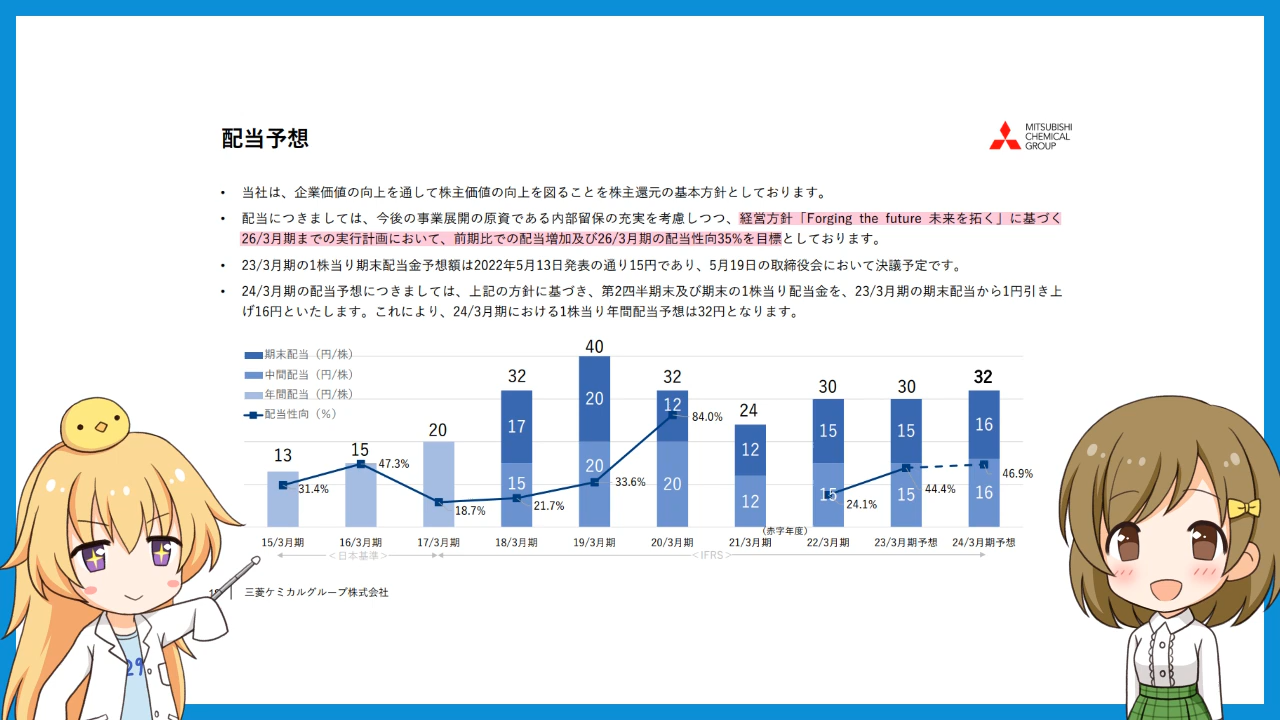 配当予想
MITSUBISHI
CHEMICAL
GROUP
• 当社は、企業価値の向上を通して株主価値の向上を図ることを株主還元の基本方針としております。
• 配当につきましては、今後の事業展開の原資である内部留保の充実を考慮しつつ、経営方針「Forging the future 未来を拓く」に基づく
26/3月期までの実行計画において、前期比での配当増加及び26/3月期の配当性向35%を目標としております。
• 23/3月期の1株当り期末配当金予想額は2022年5月13日発表の通り15円であり、5月19日の取締役会において決議予定です。
• 24/3月期の配当予想につきましては、上記の方針に基づき、第2四半期末及び期末の1株当り配当金を、23/3月期の期末配当から1円引き上
げ16円といたします。これにより、24/3月期における1株当り年間配当予想は32円となります。
期末配当（円/株）
中間配当（円/株）
年間配当（円/株）
配当性向（%）
13 15 20 32 40 32 24 30 30 32
17 20 12 12 15 15 16
15 20 20 12 15 15 16
31.4% 47.3% 18.7% 21.7% 33.6% 84.0% 24.1% 44.4% 46.9%
（赤字年度）
15/3月期 16/3月期 17/3月期 18/3月期 19/3月期 20/3月期 21/3月期 22/3月期 23/3月期予想 24/3月期予想
＜日本基準＞ ＜IFRS＞
三菱ケミカルグループ株式会社
29